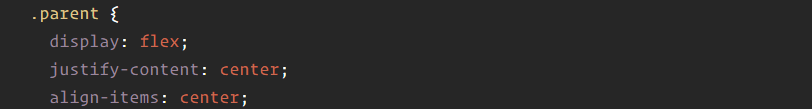 .parent {
  display: flex;
  justify-content: center;
  align-items: center;